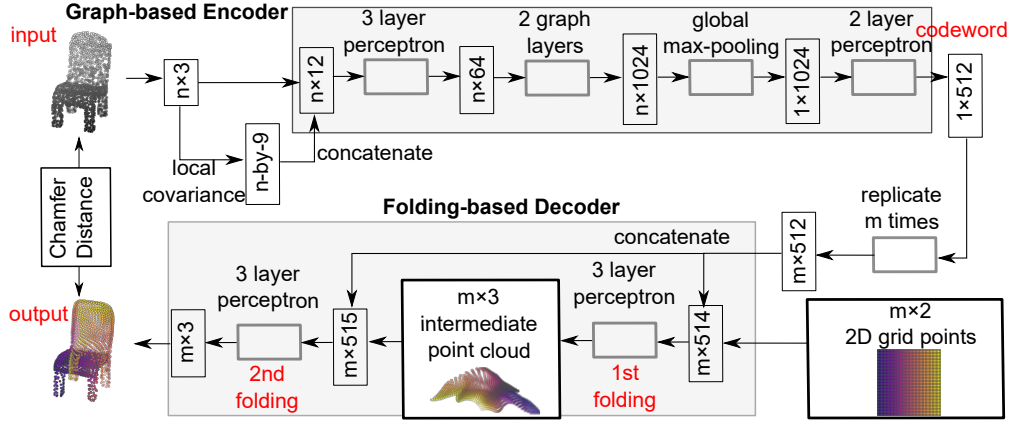 Graph-based Encoder
input
n×3
local
covariance
n-by-9
concatenate
n×12
3 layer
perceptron
n×64
2 graph
layers
n×1024
global
max-pooling
1×1024
2 layer
perceptron
codeword
1×512
replicate
m times
m×512
Chamfer
Distance
Folding-based Decoder
concatenate
m×2
2D grid points
m×514
3 layer
perceptron
1st
folding
m×3
intermediate
point cloud
m×515
3 layer
perceptron
2nd
folding
m×3
output